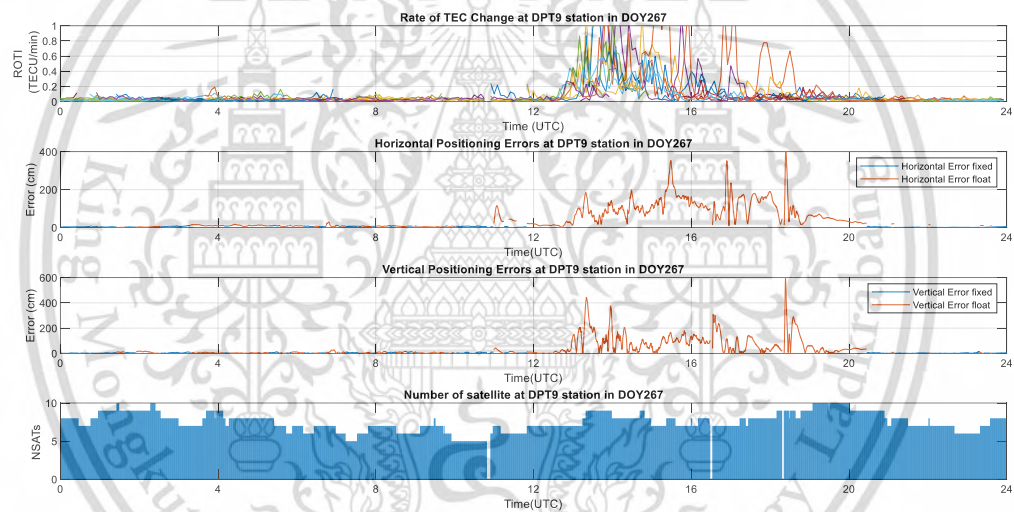 Rate of TEC Change at DPT9 station in DOY267
ROTI
(TECU/min)
1
0.8
0.6
0.4
0.2
0
0 4 8 12 16 20 24
Time (UTC)
Horizontal Positioning Errors at DPT9 station in DOY267
Error (cm)
400
200
0
Horizontal Error fixed
Horizontal Error float
0 4 8 12 16 20 24
Time(UTC)
Vertical Positioning Errors at DPT9 station in DOY267
Error (cm)
600
400
200
0
Vertical Error fixed
Vertical Error float
0 4 8 12 16 20 24
Time(UTC)
Number of satellite at DPT9 station in DOY267
NSATs
10
5
0
0 4 8 12 16 20 24
Time(UTC)
King Mongku